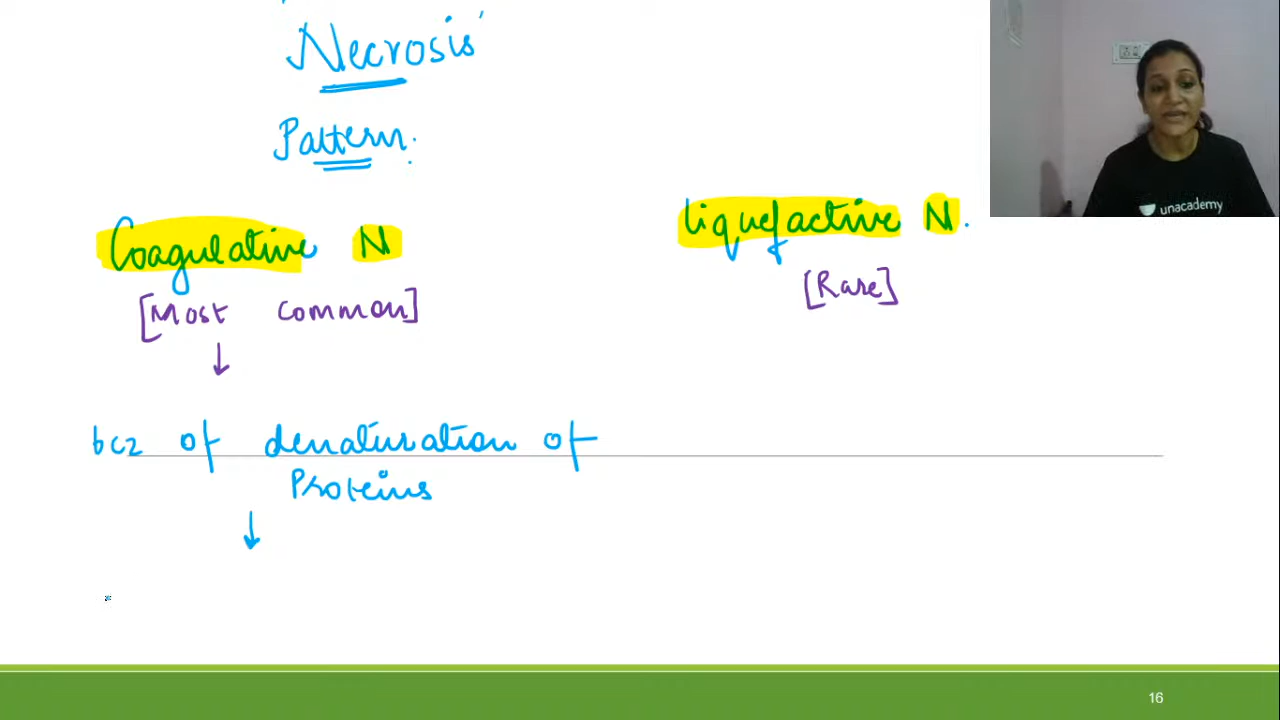 'Necrosis'
Pattern.
Coagulative N
[Most common]
bcz of denaturation of
Proteins
Liquefactive N.
[Rare]
unacademy
16